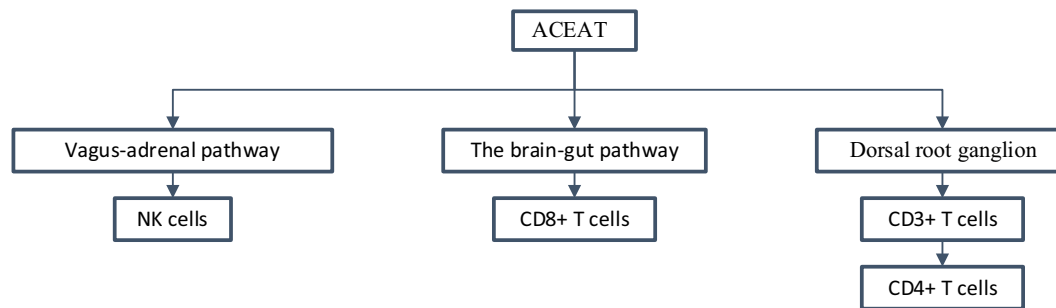 ACEAT
Vagus-adrenal pathway
The brain-gut pathway
Dorsal root ganglion
NK cells
CD8+ T cells
CD3+ T cells
CD4+ T cells